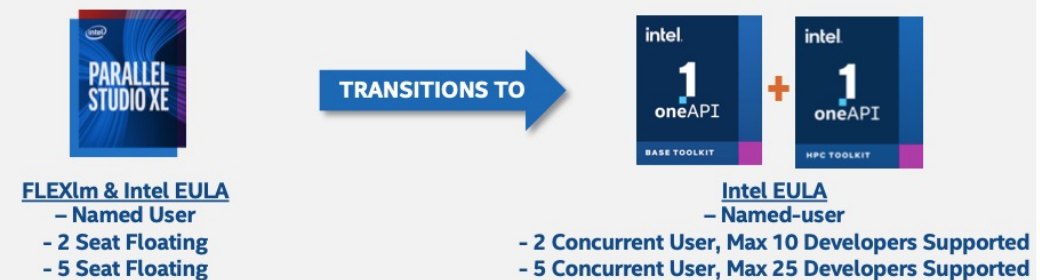 intel
PARALLEL
STUDIO XE
TRANSITIONS TO
intel.
1
oneAPI
BASE TOOLKIT
+
intel.
1
oneAPI
HPC TOOLKIT
FLEXlm & Intel EULA
– Named User
- 2 Seat Floating
- 5 Seat Floating
Intel EULA
– Named-user
- 2 Concurrent User, Max 10 Developers Supported
- 5 Concurrent User, Max 25 Developers Supported